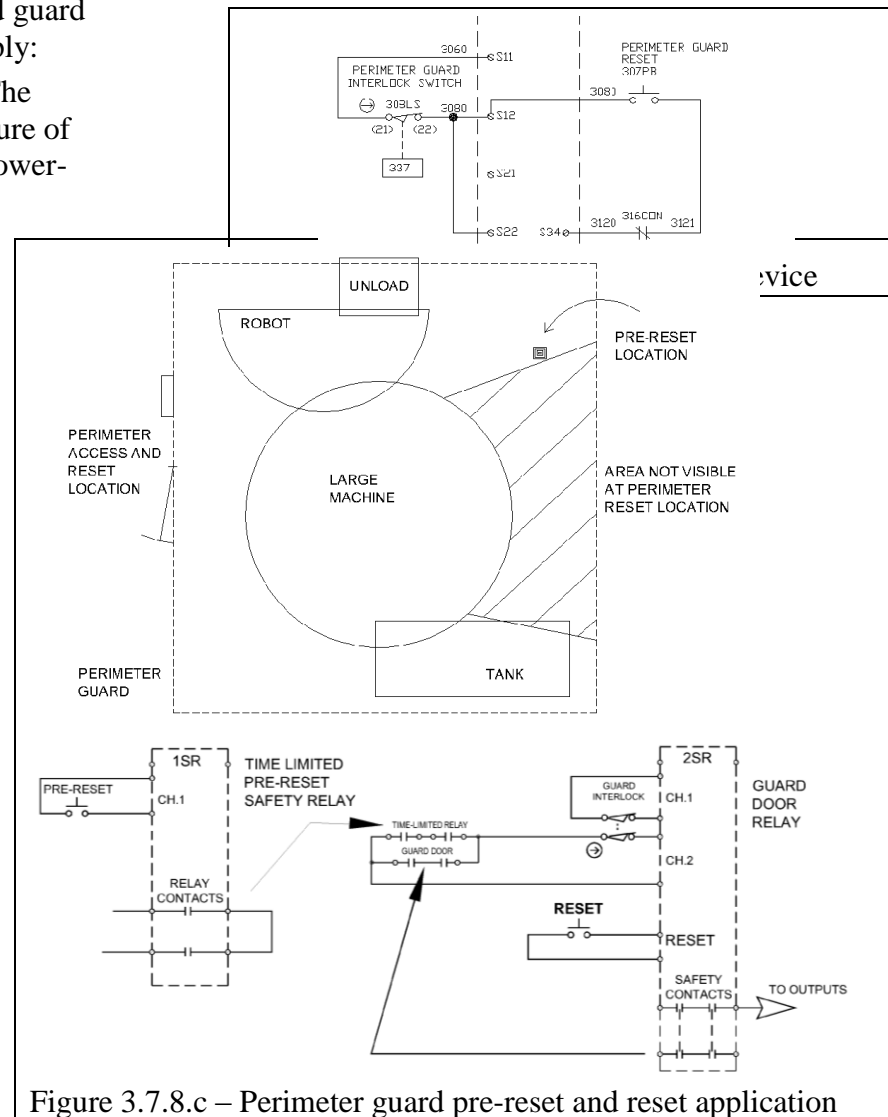 d guard
ply:
The
ure of
ower-
3060
S11
PERIMETER GUARD
INTERLOCK SWITCH
303LS
3080
(21) (22)
S12
337
S21
S22
S34
PERIMETER GUARD
RESET
307PB
3081
3120
316CON
3121
evice
UNLOAD
ROBOT
PRE-RESET
LOCATION
PERIMETER
ACCESS AND
RESET
LOCATION
LARGE
MACHINE
AREA NOT VISIBLE
AT PERIMETER
RESET LOCATION
PERIMETER
GUARD
TANK
1SR
PRE-RESET
CH.1
RELAY
CONTACTS
TIME LIMITED
PRE-RESET
SAFETY RELAY
TIME-LIMITED RELAY
GUARD DOOR
GUARD
INTERLOCK
2SR
CH.1
CH.2
GUARD
DOOR
RELAY
RESET
RESET
SAFETY
CONTACTS
TO OUTPUTS
Figure 3.7.8.c – Perimeter guard pre-reset and reset application